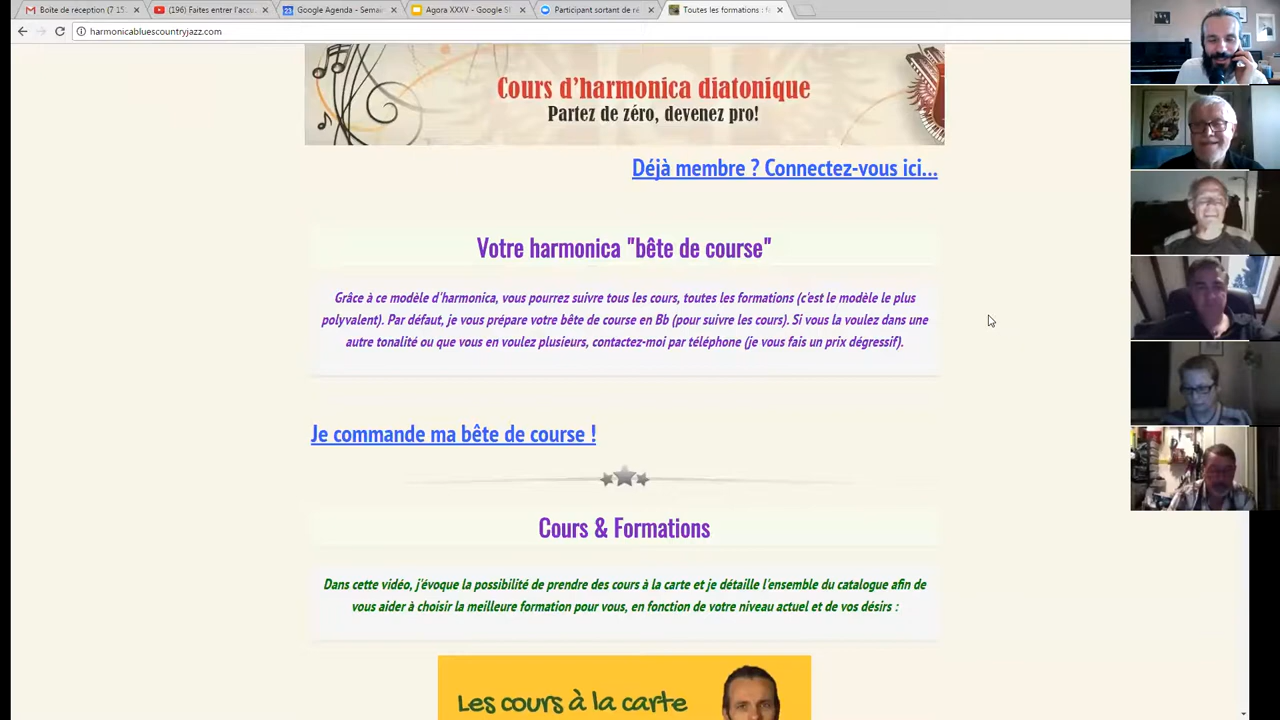 Boîte de réception (7 15
(196) Faites entrer l'accu
Google Agenda - Semai
Agora XXXV - Google Sl
Participant sortant de ré
Toutes les formations : f
harmonicabluescountryjazz.com
Cours d'harmonica diatonique
Partez de zéro, devenez pro!
Déjà membre ? Connectez-vous ici...
Votre harmonica "bête de course"
Grâce à ce modèle d'harmonica, vous pourrez suivre tous les cours, toutes les formations (c'est le modèle le plus
polyvalent). Par défaut, je vous prépare votre bête de course en Bb (pour suivre les cours). Si vous la voulez dans une
autre tonalité ou que vous en voulez plusieurs, contactez-moi par téléphone (je vous fais un prix dégressif).
Je commande ma bête de course !
Cours & Formations
Dans cette vidéo, j'évoque la possibilité de prendre des cours à la carte et je détaille l'ensemble du catalogue afin de
vous aider à choisir la meilleure formation pour vous, en fonction de votre niveau actuel et de vos désirs :
Les cours à la carte